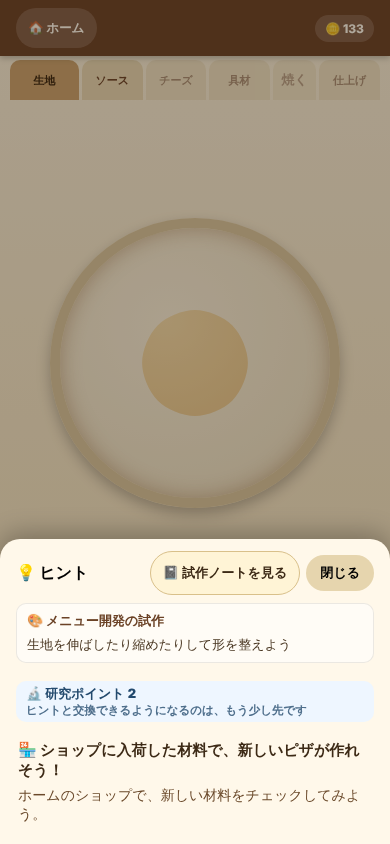 🏠 ホーム
🪙 133
生地 ソース チーズ 具材 焼く 仕上げ
💡 ヒント
📓 試作ノートを見る
閉じる
🎨 メニュー開発の試作
生地を伸ばしたり縮めたりして形を整えよう
🔬 研究ポイント 2
ヒントと交換できるようになるのは、もう少し先です
🏪 ショップに入荷した材料で、新しいピザが作れ
そう！
ホームのショップで、新しい材料をチェックしてみよ
う。